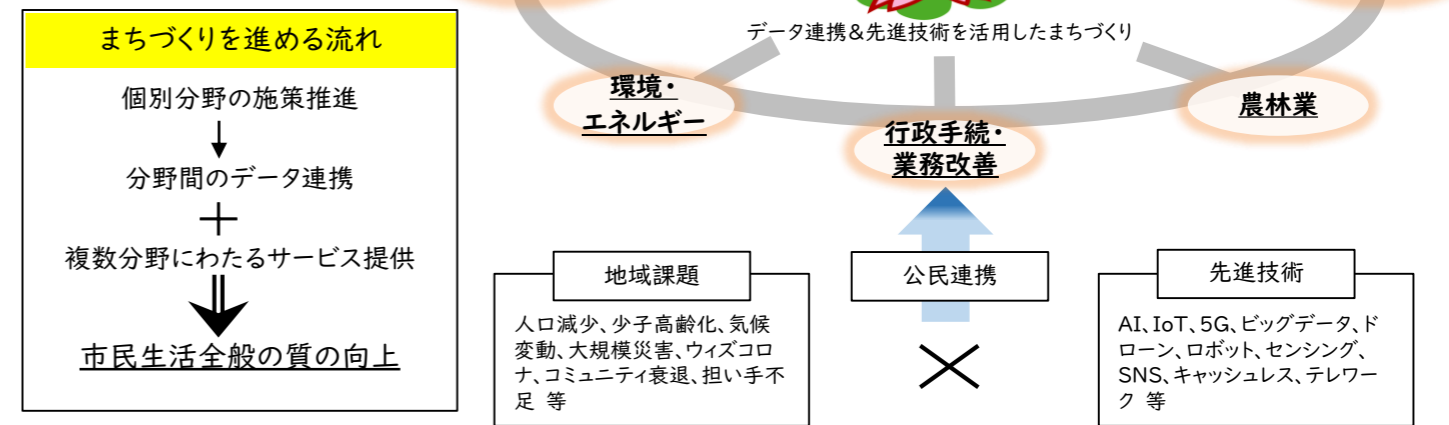 まちづくりを進める流れ
個別分野の施策推進
分野間のデータ連携
複数分野にわたるサービス提供
市民生活全般の質の向上
データ連携&先進技術を活用したまちづくり
環境・
エネルギー
行政手続・
業務改善
農林業
地域課題
人口減少、少子高齢化、気候
変動、大規模災害、ウィズコロ
ナ、コミュニティ衰退、担い手不
足 等
公民連携
先進技術
AI、IoT、5G、ビッグデータ、ド
ローン、ロボット、センシング、
SNS、キャッシュレス、テレワー
ク 等